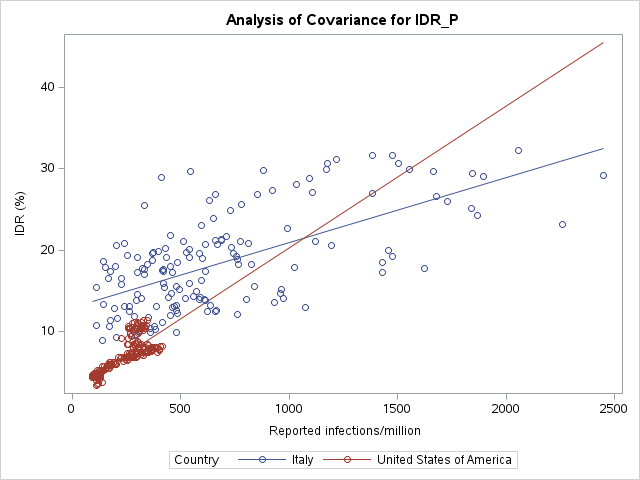 Analysis of Covariance for IDR_P
IDR (%)
40
30
20
10
0 500 1000 1500 2000 2500
Reported infections/million
Country Italy United States of America